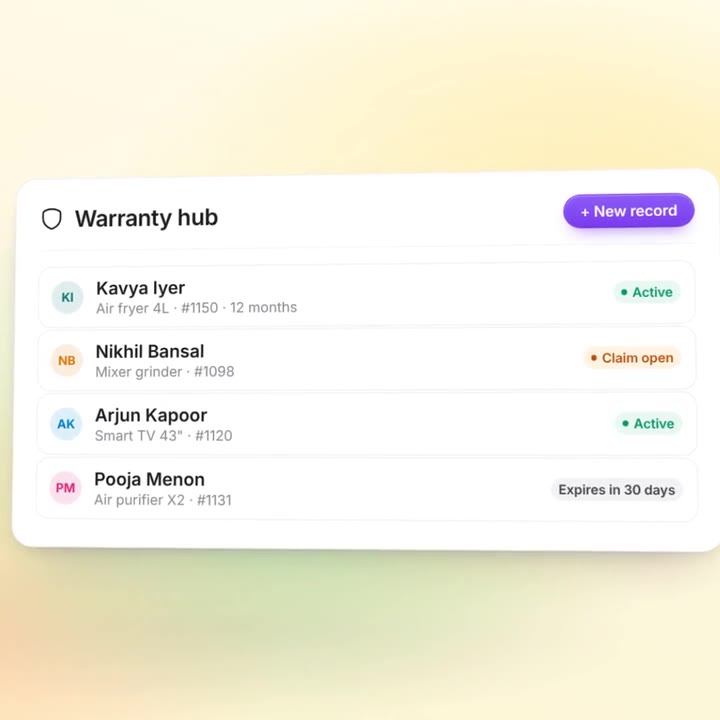 Warranty hub
+ New record
KI
Kavya Iyer
Air fryer 4L · #1150 · 12 months
Active
NB
Nikhil Bansal
Mixer grinder · #1098
Claim open
AK
Arjun Kapoor
Smart TV 43" · #1120
Active
PM
Pooja Menon
Air purifier X2 · #1131
Expires in 30 days